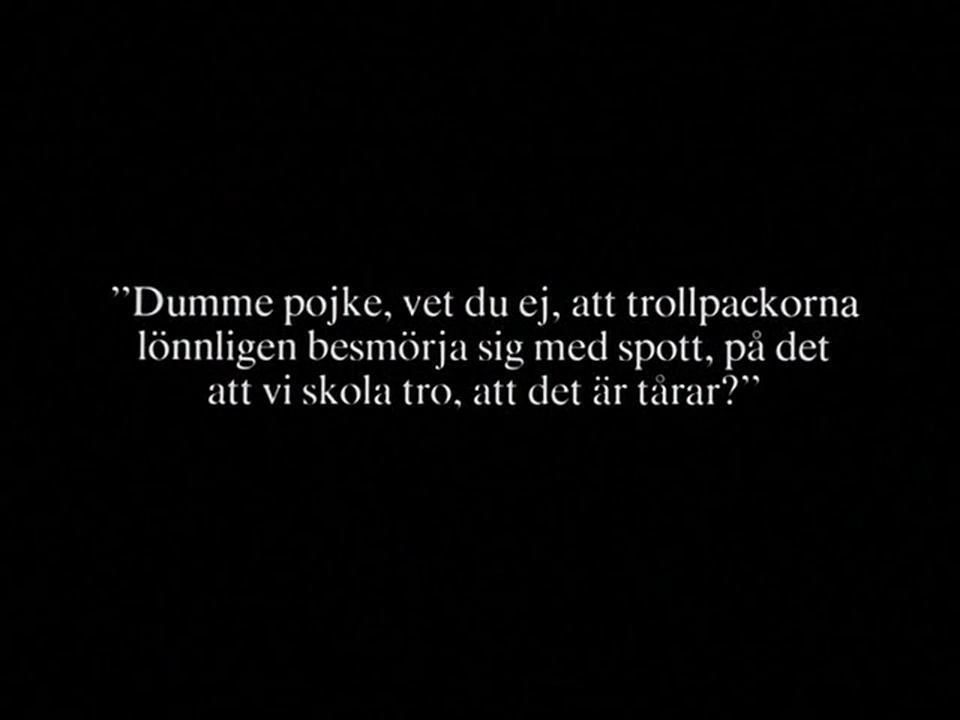 ”Dumme pojke, vet du ej, att trollpackorna
lönnligen besmörja sig med spott, på det
att vi skola tro, att det är tårar?”